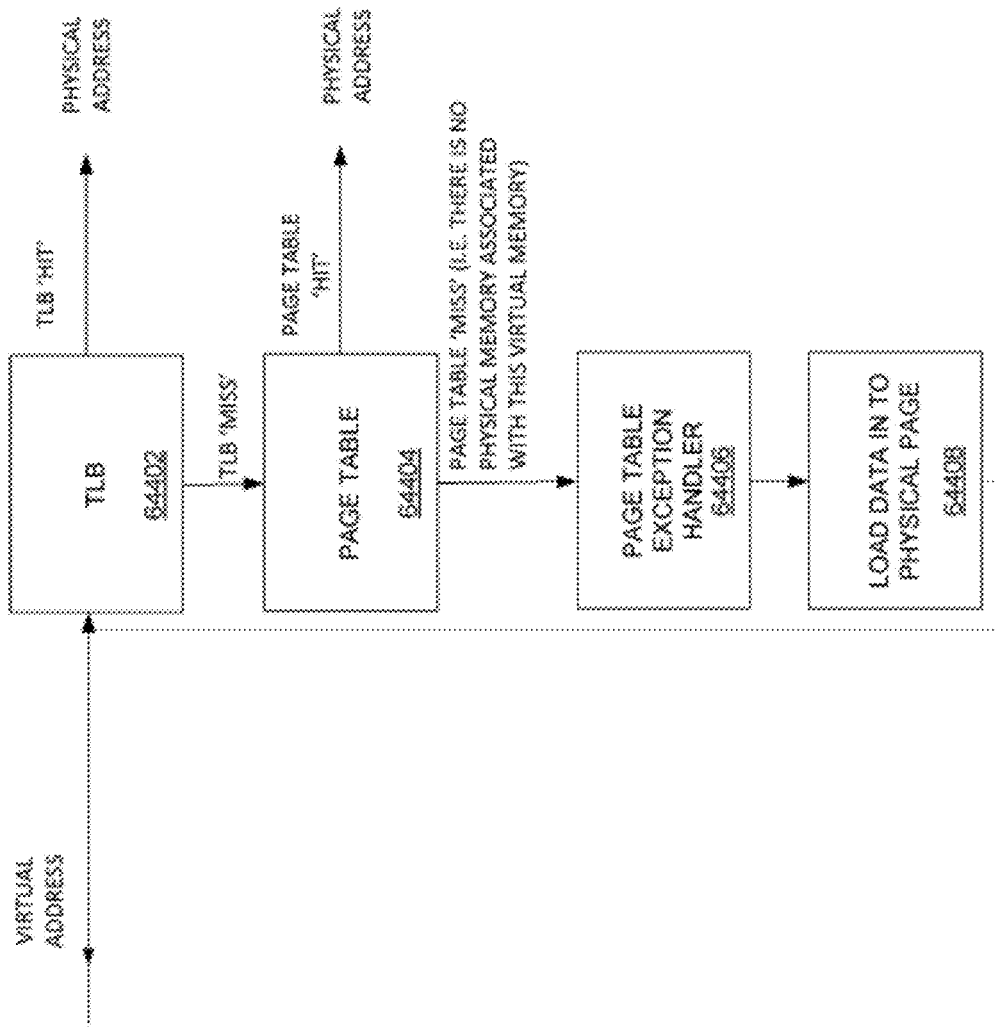 VIRTUAL
ADDRESS
TLB
64402
TLB 'HIT'
PHYSICAL
ADDRESS
TLB 'MISS'
PAGE TABLE
64404
PAGE TABLE
'HIT'
PHYSICAL
ADDRESS
PAGE TABLE 'MISS' (I.E. THERE IS NO
PHYSICAL MEMORY ASSOCIATED
WITH THIS VIRTUAL MEMORY)
PAGE TABLE
EXCEPTION
HANDLER
64406
LOAD DATA IN TO
PHYSICAL PAGE
64408